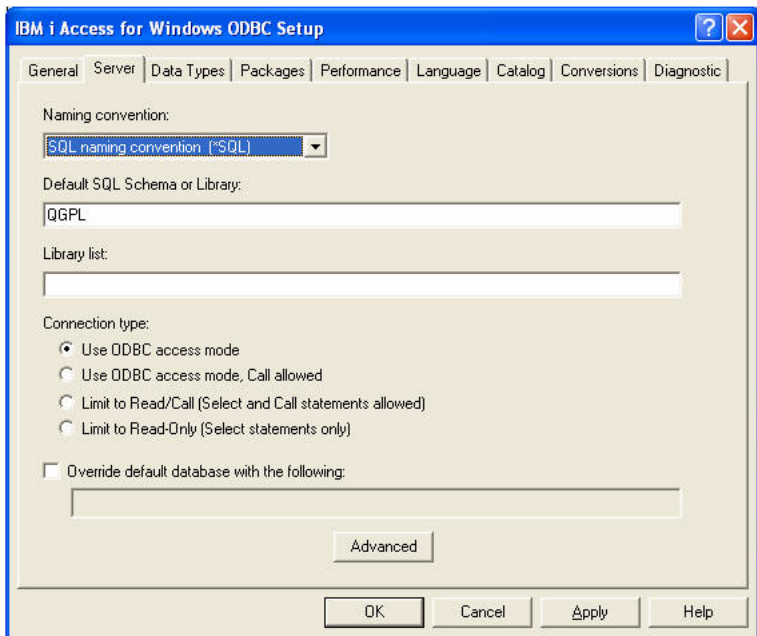 IBM i Access for Windows ODBC Setup
General Server Data Types Packages Performance Language Catalog Conversions Diagnostic
Naming convention:
SQL naming convention (*SQL)
Default SQL Schema or Library:
QGPL
Library list:
Connection type:
Use ODBC access mode
Use ODBC access mode, Call allowed
Limit to Read/Call (Select and Call statements allowed)
Limit to Read-Only (Select statements only)
Override default database with the following:
Advanced
OK Cancel Apply Help